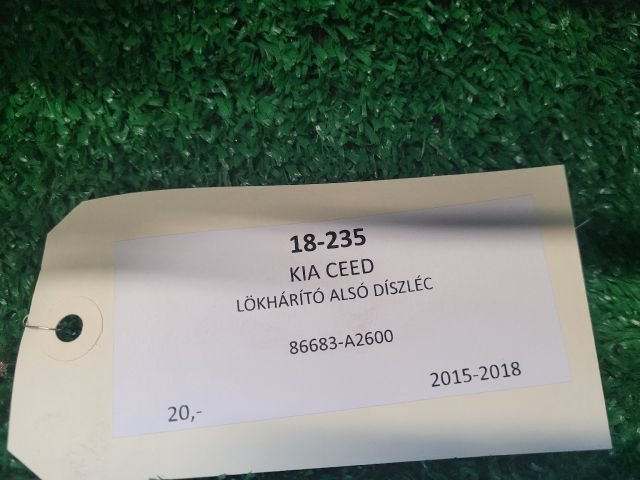 18-235
KIA CEED
LÖKHÁRÍTÓ ALSÓ DÍSZLÉC
86683-A2600
2015-2018
20,-